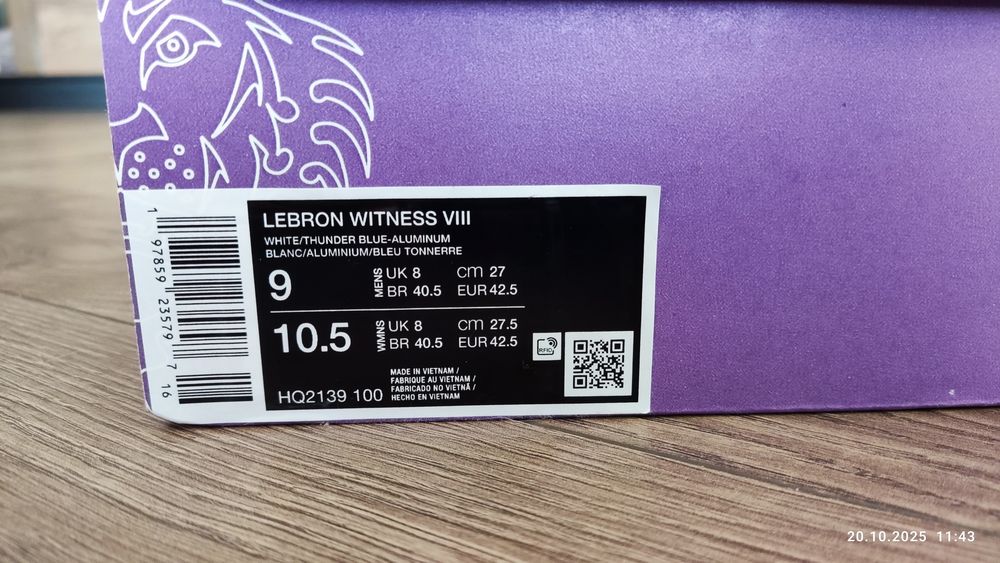 LEBRON WITNESS VIII
WHITE/THUNDER BLUE-ALUMINUM
BLANC/ALUMINIUM/BLEU TONNERRE
9 MENS UK 8 cm 27
BR 40.5 EUR 42.5
10.5 WMNS UK 8 cm 27.5
BR 40.5 EUR 42.5
RFID
MADE IN VIETNAM /
FABRIQUE AU VIETNAM /
FABRICADO NO VIETNÃ /
HECHO EN VIETNAM
HQ2139 100
1 97859 23579 7 16
20.10.2025 11:43